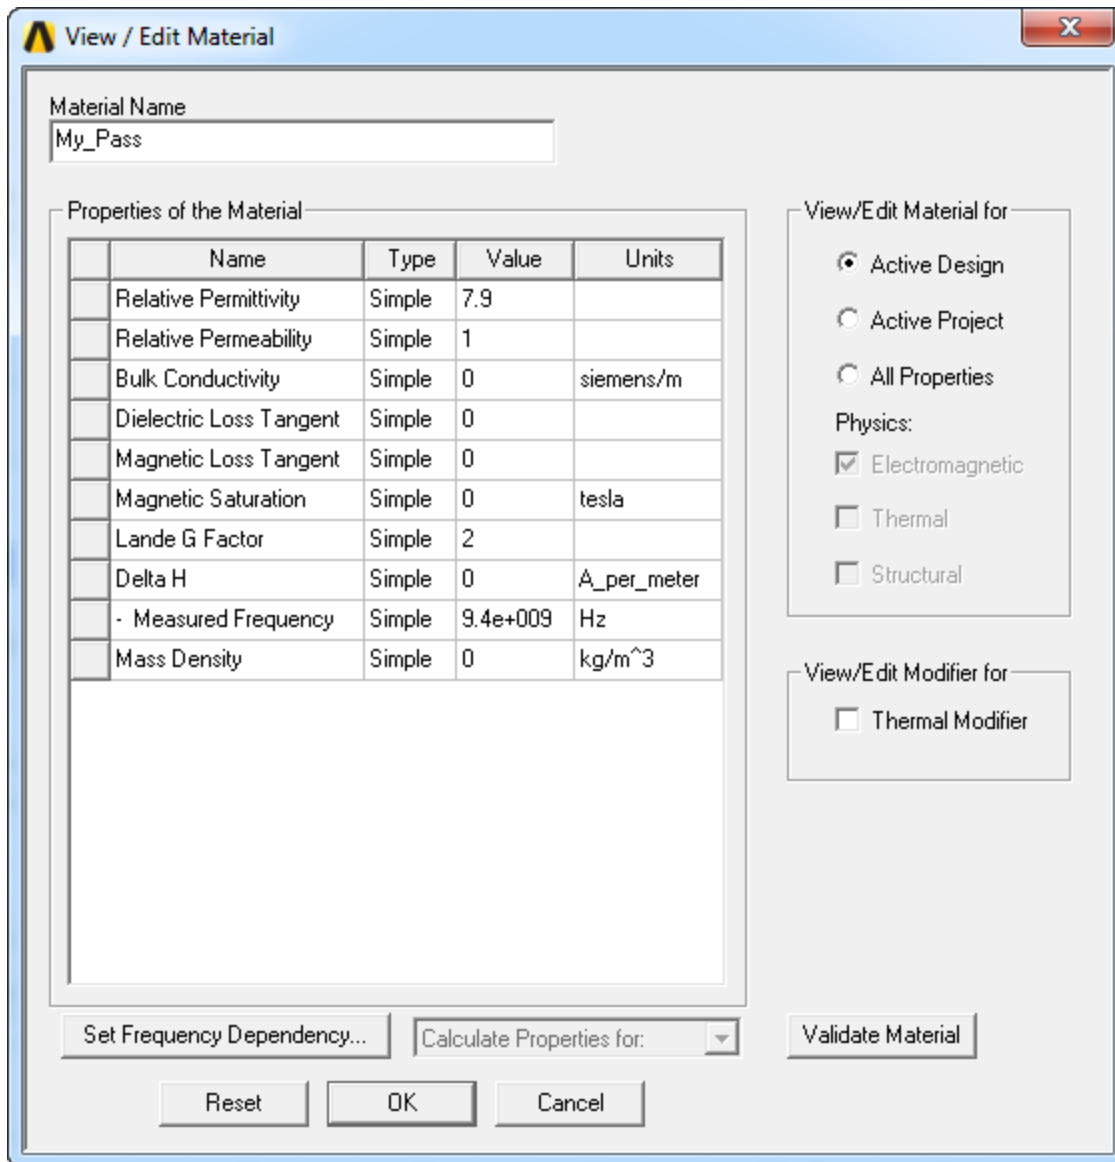 View / Edit Material
Material Name
My_Pass
Properties of the Material
Name Type Value Units
Relative Permittivity Simple 7.9
Relative Permeability Simple 1
Bulk Conductivity Simple 0 siemens/m
Dielectric Loss Tangent Simple 0
Magnetic Loss Tangent Simple 0
Magnetic Saturation Simple 0 tesla
Lande G Factor Simple 2
Delta H Simple 0 A_per_meter
- Measured Frequency Simple 9.4e+009 Hz
Mass Density Simple 0 kg/m^3
View/Edit Material for
Active Design
Active Project
All Properties
Physics:
Electromagnetic
Thermal
Structural
View/Edit Modifier for
Thermal Modifier
Set Frequency Dependency... Calculate Properties for: Validate Material
Reset OK Cancel